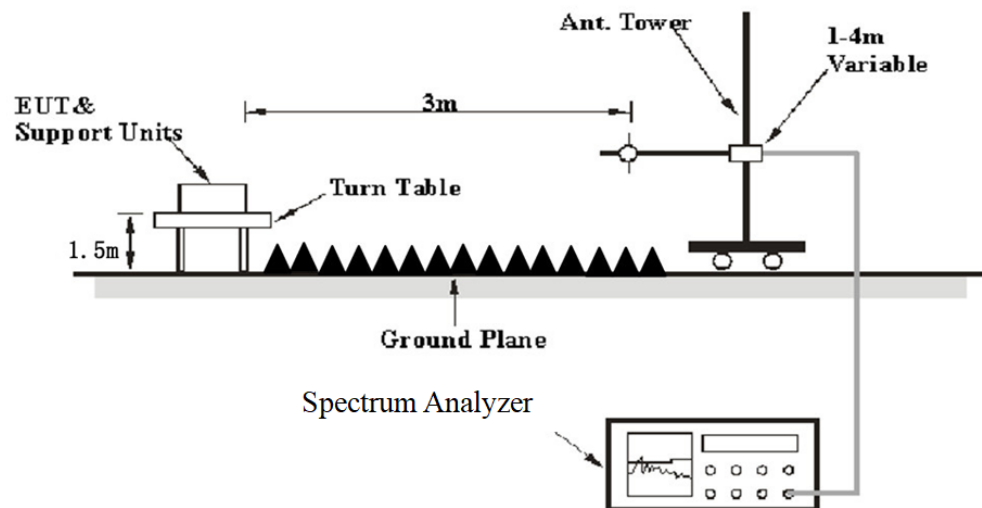 Ant. Tower
1-4m
Variable
3m
EUT&
Support Units
Turn Table
1.5m
Ground Plane
Spectrum Analyzer